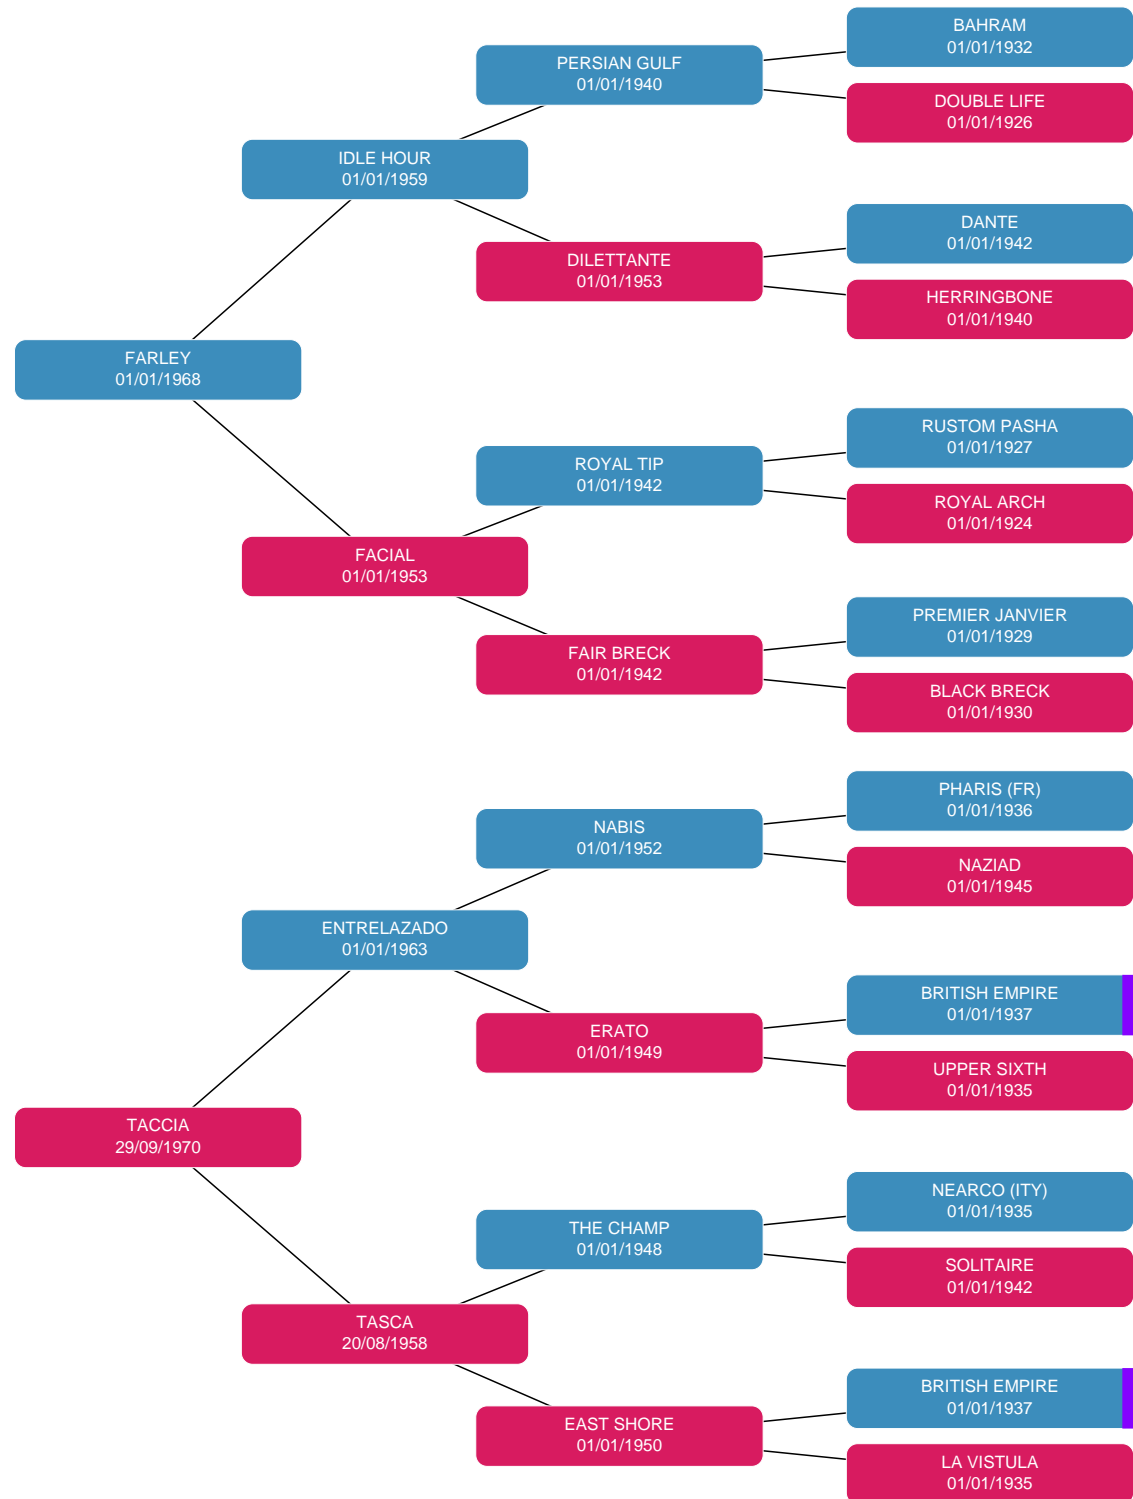 BAHRAM
01/01/1932
PERSIAN GULF
01/01/1940
DOUBLE LIFE
01/01/1926
IDLE HOUR
01/01/1959
DANTE
01/01/1942
DILETTANTE
01/01/1953
HERRINGBONE
01/01/1940
FARLEY
01/01/1968
RUSTOM PASHA
01/01/1927
ROYAL TIP
01/01/1942
ROYAL ARCH
01/01/1924
FACIAL
01/01/1953
PREMIER JANVIER
01/01/1929
FAIR BRECK
01/01/1942
BLACK BRECK
01/01/1930
PHARIS (FR)
01/01/1936
NABIS
01/01/1952
NAZIAD
01/01/1945
ENTRELAZADO
01/01/1963
BRITISH EMPIRE
01/01/1937
ERATO
01/01/1949
UPPER SIXTH
01/01/1935
TACCIA
29/09/1970
NEARCO (ITY)
01/01/1935
THE CHAMP
01/01/1948
SOLITAIRE
01/01/1942
TASCA
20/08/1958
BRITISH EMPIRE
01/01/1937
EAST SHORE
01/01/1950
LA VISTULA
01/01/1935